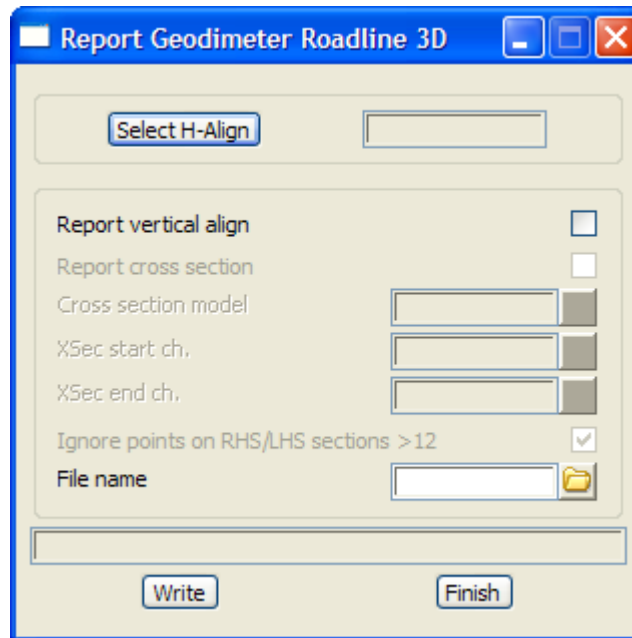 Report Geodimeter Roadline 3D
Select H-Align
Report vertical align
Report cross section
Cross section model
XSec start ch.
XSec end ch.
Ignore points on RHS/LHS sections >12
File name
Write Finish